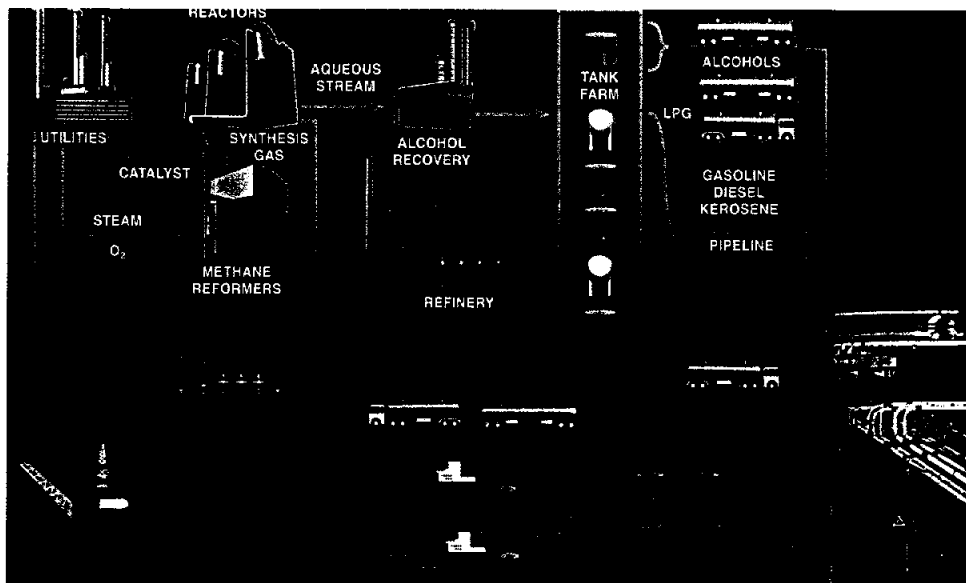 REACTORS
AQUEOUS
STREAM
UTILITIES
SYNTHESIS
GAS
CATALYST
STEAM
O₂
METHANE
REFORMERS
ALCOHOL
RECOVERY
REFINERY
TANK
FARM
LPG
ALCOHOLS
GASOLINE
DIESEL
KEROSENE
PIPELINE